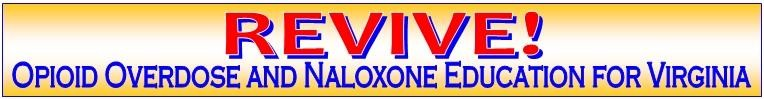 REVIVE!
OPIOID OVERDOSE AND NALOXONE EDUCATION FOR VIRGINIA